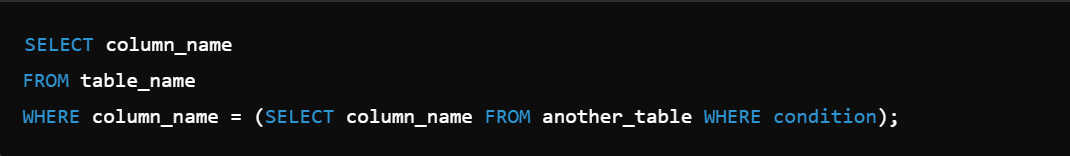 SELECT column_name
FROM table_name
WHERE column_name = (SELECT column_name FROM another_table WHERE condition);